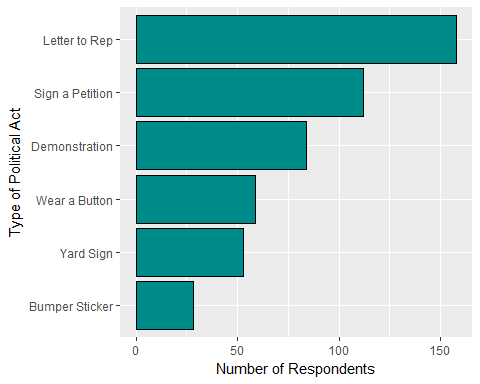 Letter to Rep
Sign a Petition
Demonstration
Wear a Button
Yard Sign
Bumper Sticker
Type of Political Act
0 50 100 150
Number of Respondents